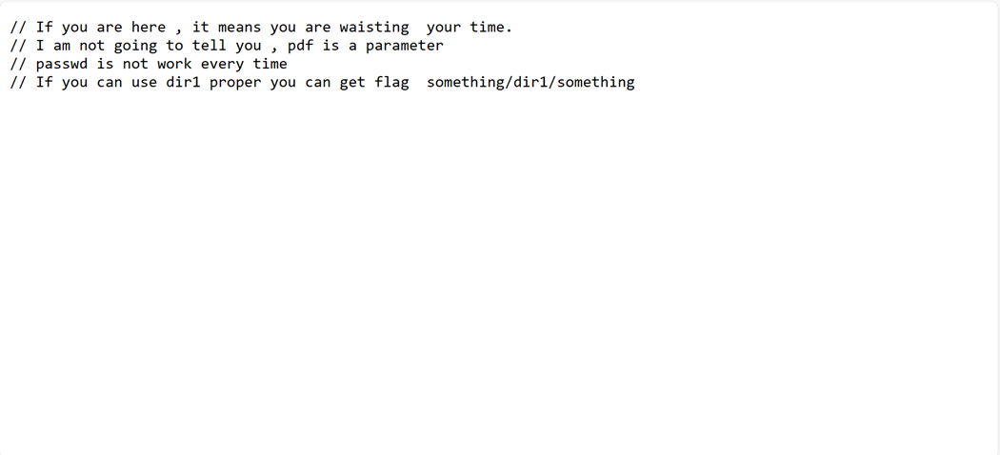 // If you are here , it means you are waisting  your time.
// I am not going to tell you , pdf is a parameter
// passwd is not work every time
// If you can use dir1 proper you can get flag  something/dir1/something